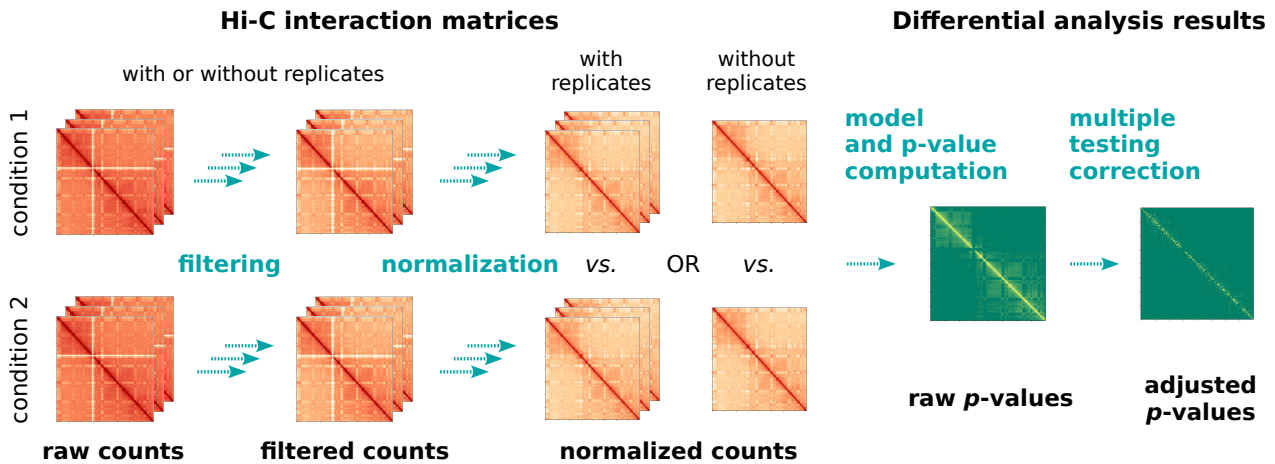 Hi-C interaction matrices
Differential analysis results
with or without replicates
with
replicates
without
replicates
condition 1
model
and p-value
computation
multiple
testing
correction
filtering
normalization
vs.
OR
vs.
condition 2
raw p-values
adjusted
p-values
raw counts
filtered counts
normalized counts